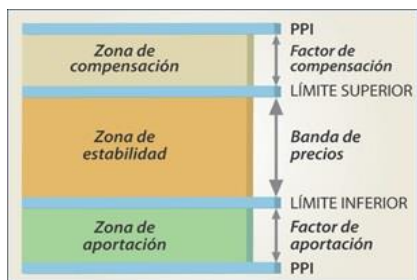 PPI
Zona de
compensación
Factor de
compensación
LÍMITE SUPERIOR
Zona de
estabilidad
Banda de
precios
LÍMITE INFERIOR
Zona de
aportación
Factor de
aportación
PPI